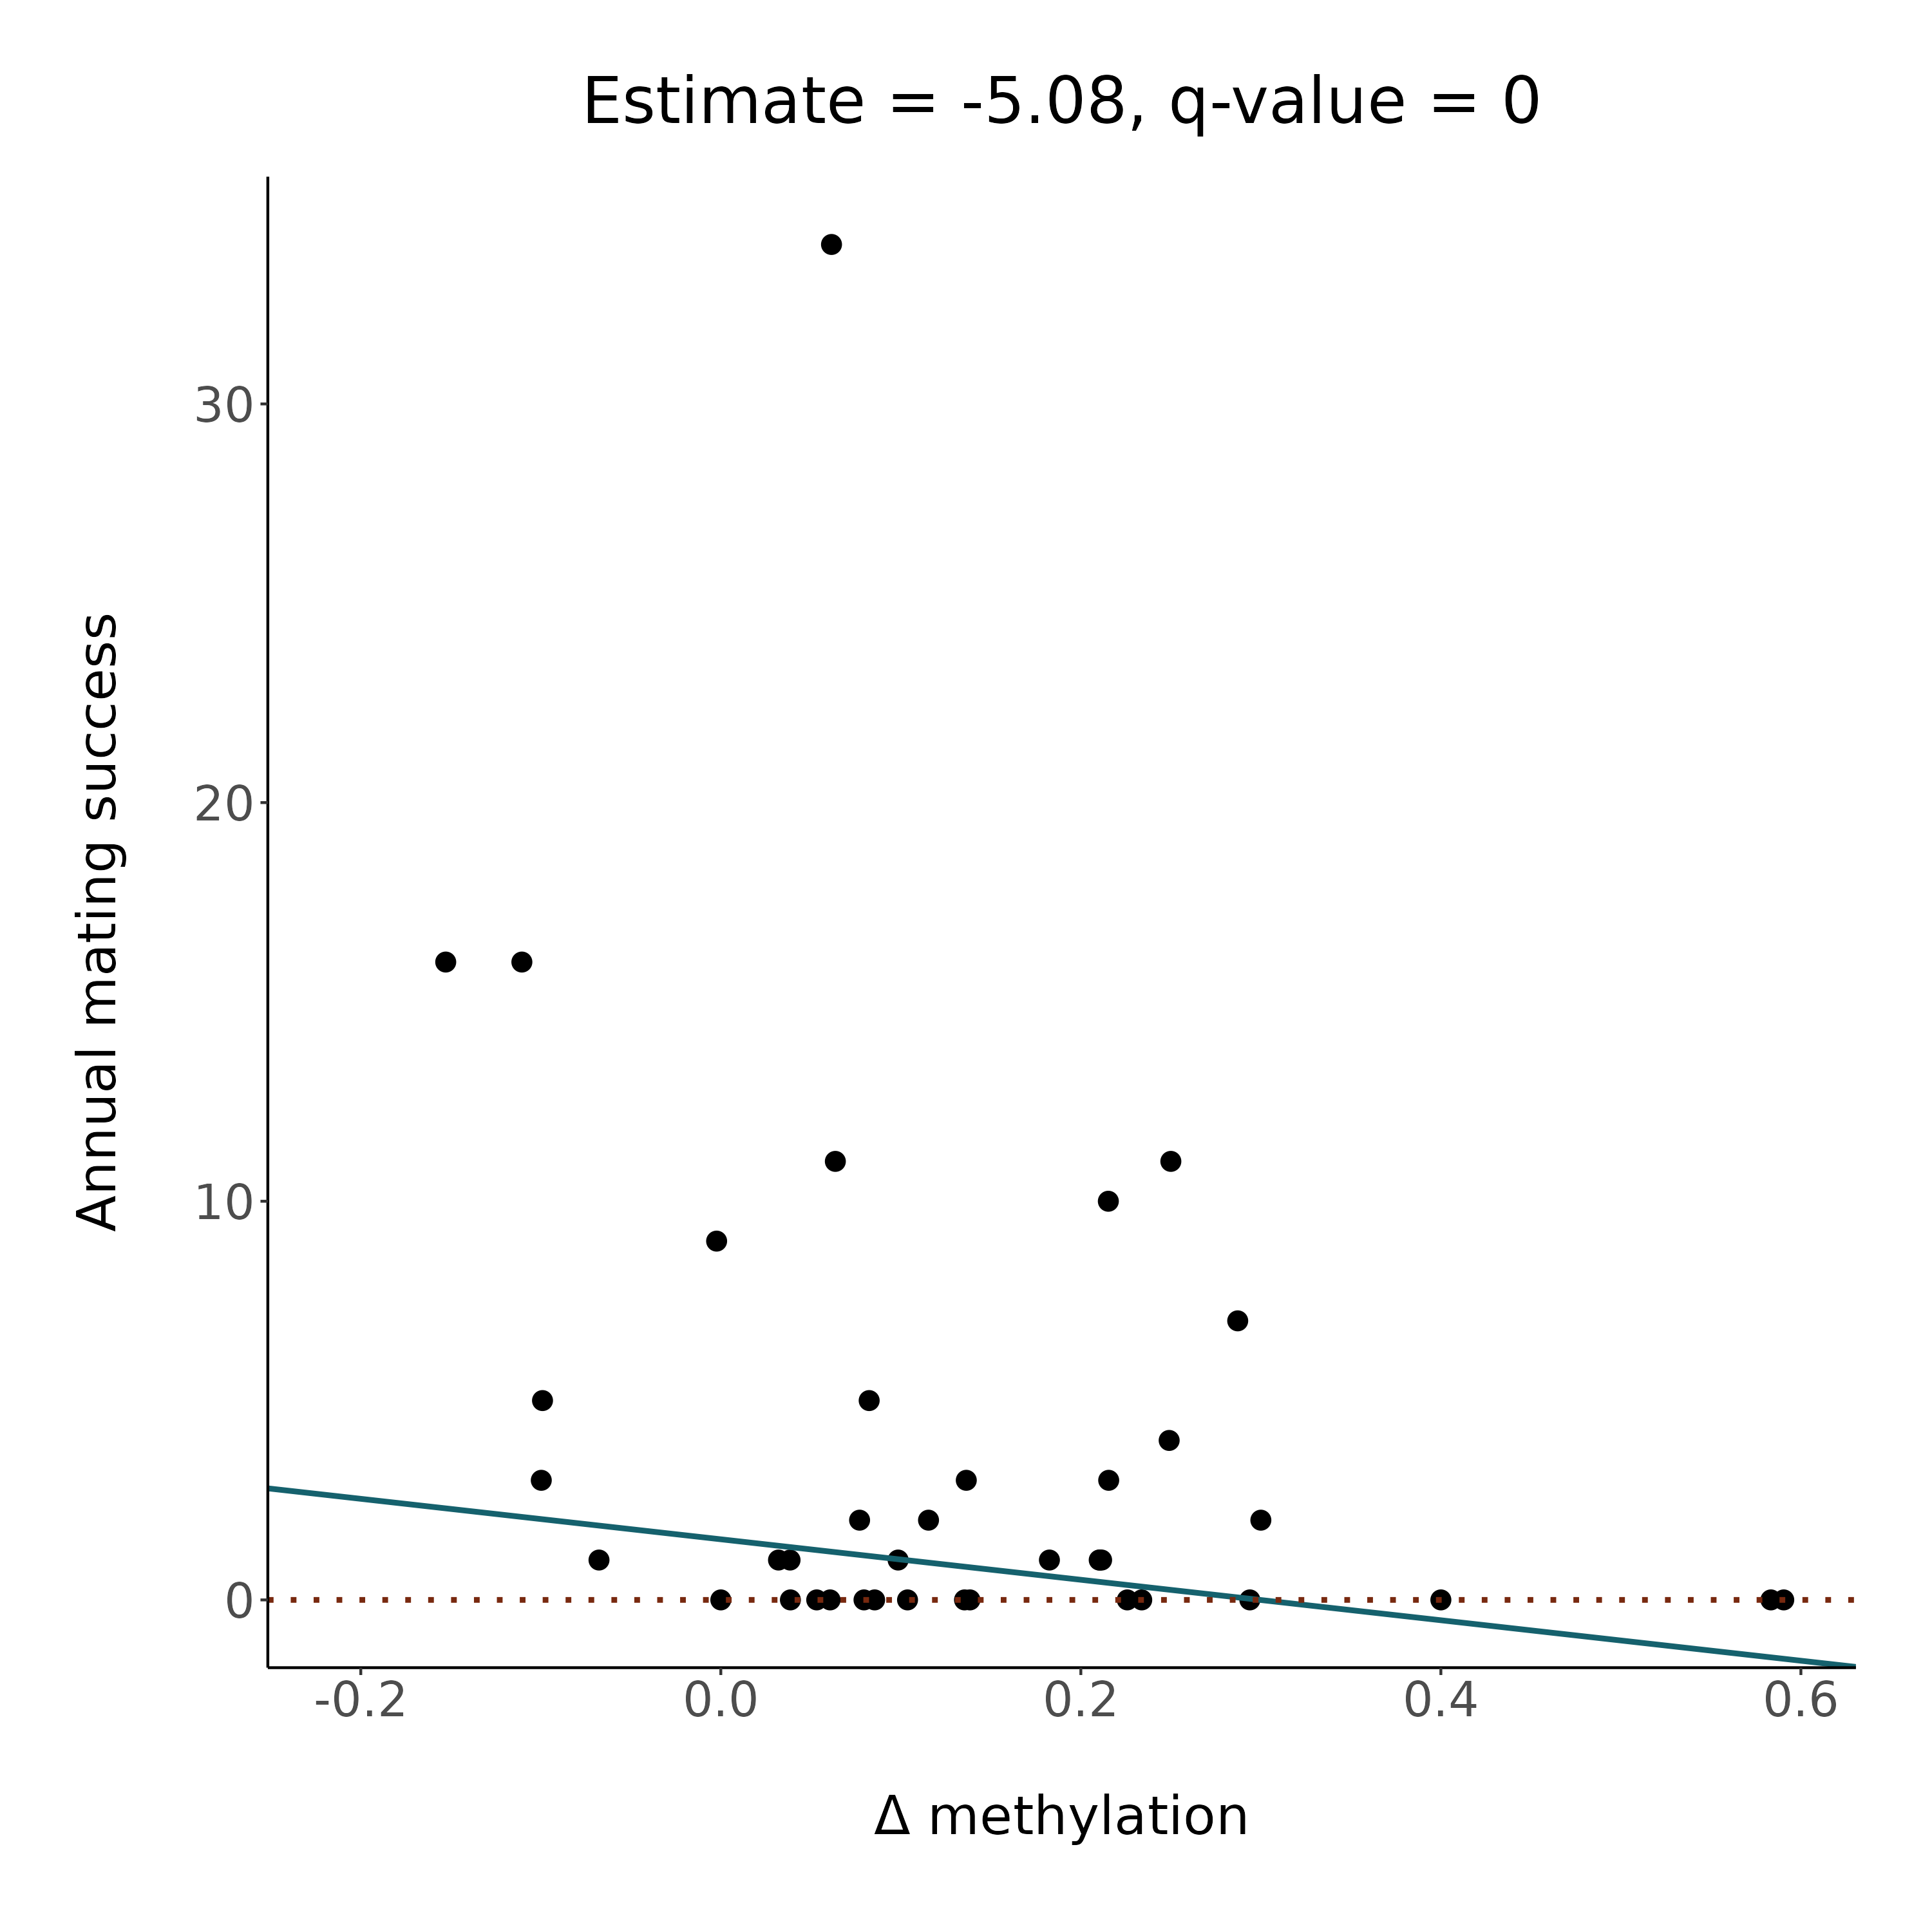 Estimate = -5.08, q-value = 0
Annual mating success
30
20
10
0
-0.2 0.0 0.2 0.4 0.6
Δ methylation